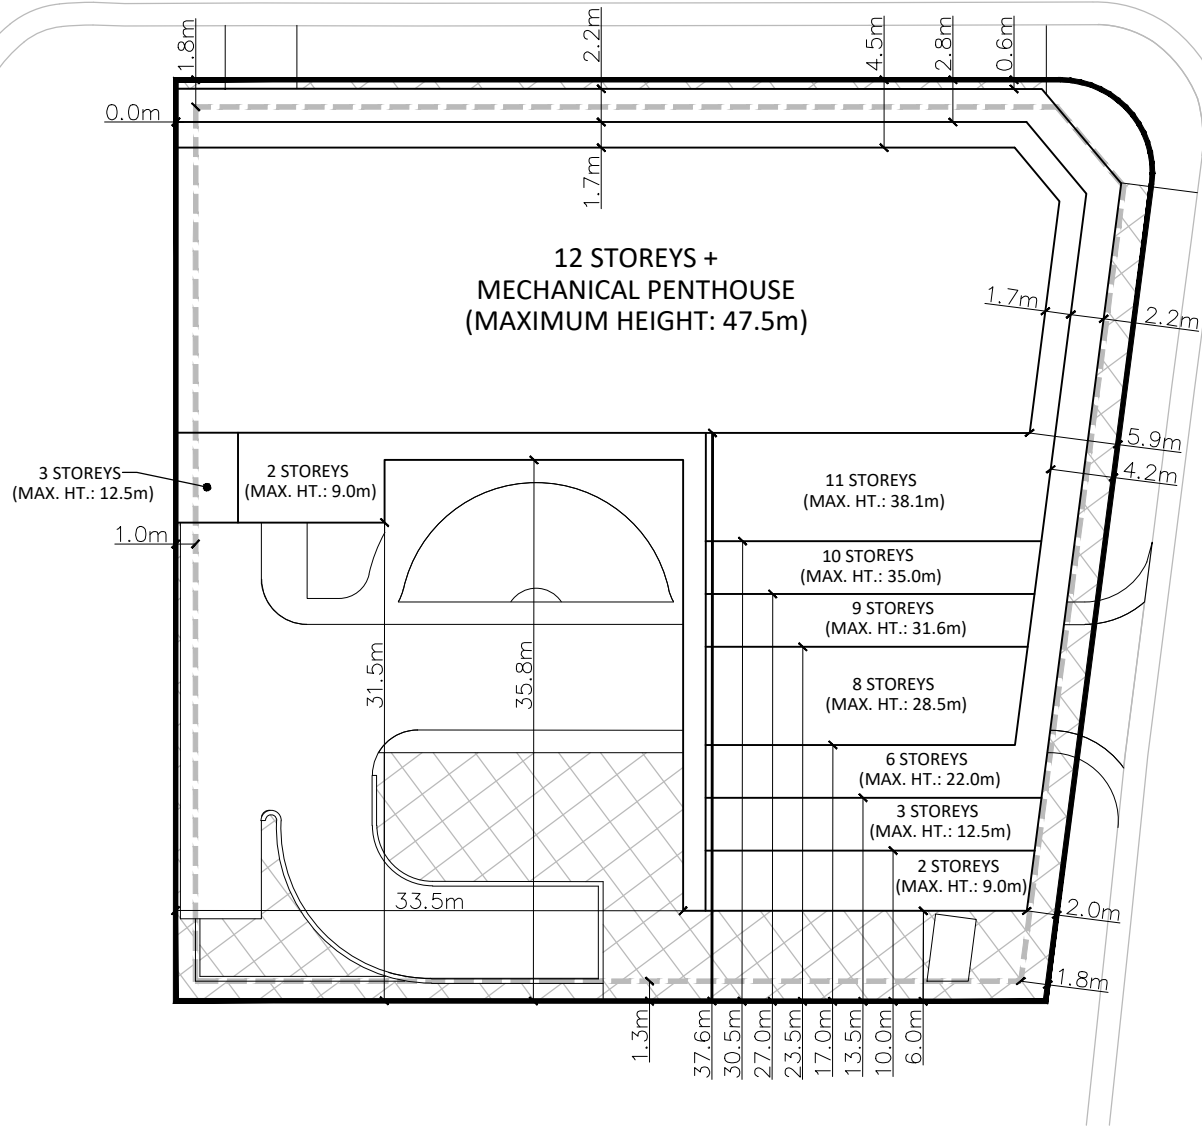 1.8m
2.2m
4.5m
2.8m
0.6m
0.0m
1.7m
12 STOREYS +
MECHANICAL PENTHOUSE
(MAXIMUM HEIGHT: 47.5m)
1.7m
2.2m
5.9m
4.2m
3 STOREYS
(MAX. HT.: 12.5m)
2 STOREYS
(MAX. HT.: 9.0m)
11 STOREYS
(MAX. HT.: 38.1m)
1.0m
10 STOREYS
(MAX. HT.: 35.0m)
9 STOREYS
(MAX. HT.: 31.6m)
31.5m
35.8m
8 STOREYS
(MAX. HT.: 28.5m)
6 STOREYS
(MAX. HT.: 22.0m)
3 STOREYS
(MAX. HT.: 12.5m)
2 STOREYS
(MAX. HT.: 9.0m)
33.5m
2.0m
1.8m
1.3m
37.6m
30.5m
27.0m
23.5m
17.0m
13.5m
10.0m
6.0m